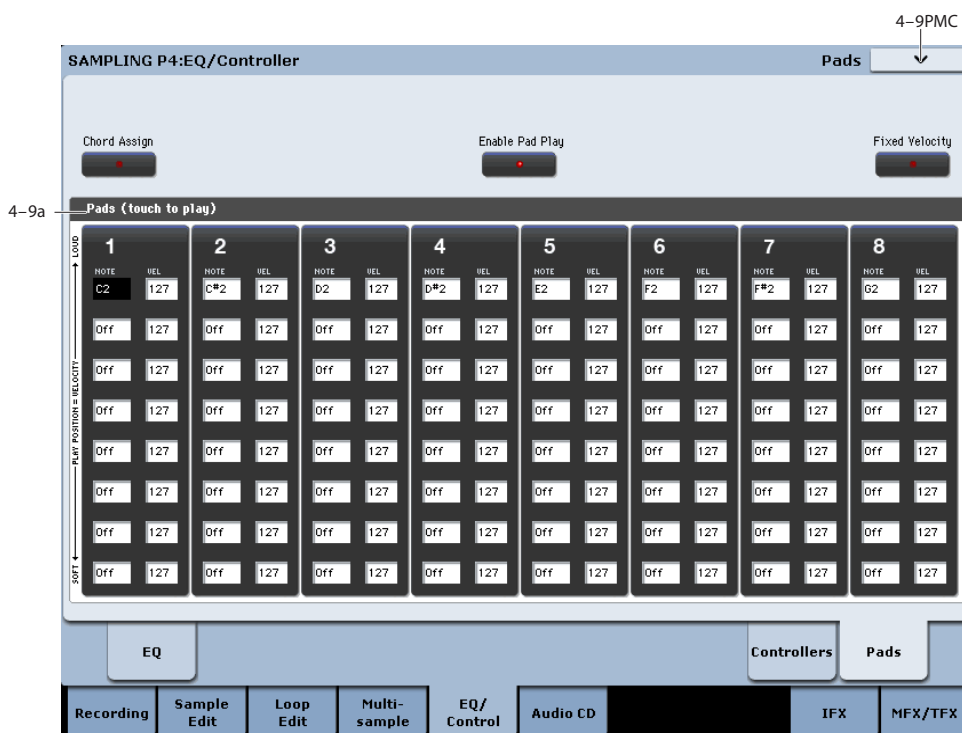 4–9PMC
SAMPLING P4:EQ/Controller Pads
Chord Assign Enable Pad Play Fixed Velocity
4–9a Pads (touch to play)
LOUD
PLAY POSITION = VELOCITY
SOFT
1 2 3 4 5 6 7 8
NOTE VEL NOTE VEL NOTE VEL NOTE VEL NOTE VEL NOTE VEL NOTE VEL NOTE VEL
C2 127 C#2 127 D2 127 D#2 127 E2 127 F2 127 F#2 127 G2 127
Off 127 Off 127 Off 127 Off 127 Off 127 Off 127 Off 127 Off 127
Off 127 Off 127 Off 127 Off 127 Off 127 Off 127 Off 127 Off 127
Off 127 Off 127 Off 127 Off 127 Off 127 Off 127 Off 127 Off 127
Off 127 Off 127 Off 127 Off 127 Off 127 Off 127 Off 127 Off 127
Off 127 Off 127 Off 127 Off 127 Off 127 Off 127 Off 127 Off 127
Off 127 Off 127 Off 127 Off 127 Off 127 Off 127 Off 127 Off 127
Off 127 Off 127 Off 127 Off 127 Off 127 Off 127 Off 127 Off 127
EQ Controllers Pads
Recording Sample Edit Loop Edit Multi-sample EQ/Control Audio CD IFX MFX/TFX